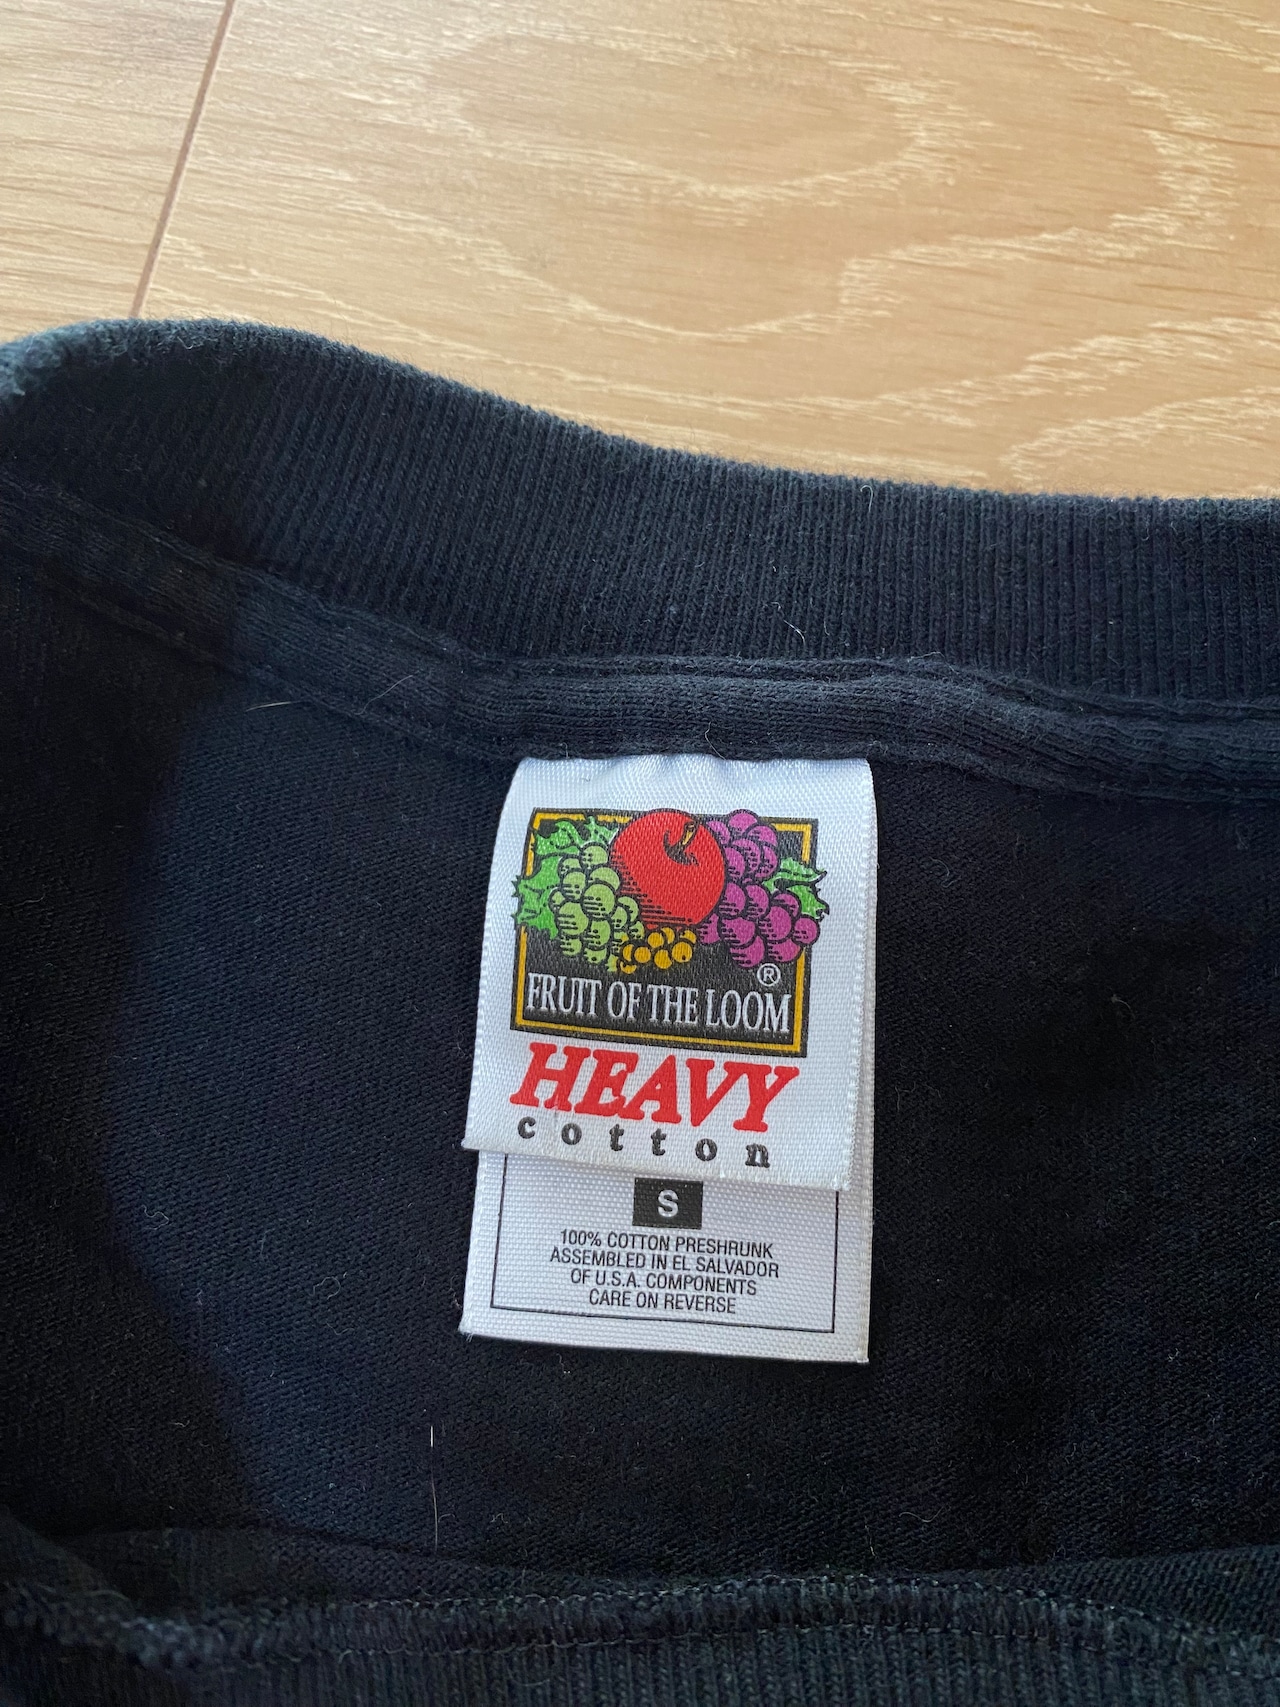 ®
FRUIT OF THE LOOM
HEAVY
cotton
S
100% COTTON PRESHRUNK
ASSEMBLED IN EL SALVADOR
OF U.S.A. COMPONENTS
CARE ON REVERSE